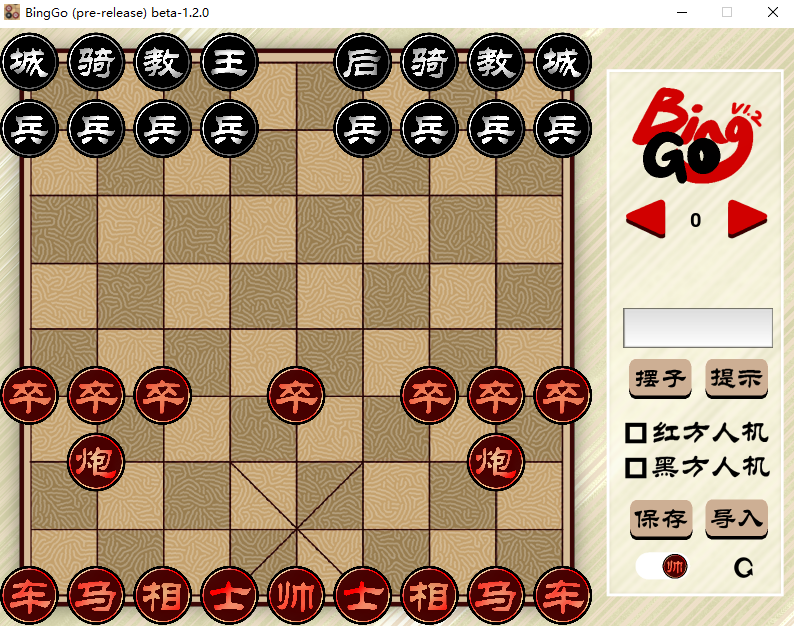 BingGo (pre-release) beta-1.2.0
城 骑 教 王 后 骑 教 城
兵 兵 兵 兵 兵 兵 兵 兵
Bing
GO
V1.2
0
摆子 提示
卒 卒 卒 卒 卒 卒 卒
红方人机
炮 炮
黑方人机
保存 导入
帅
车 马 相 士 帅 士 相 马 车